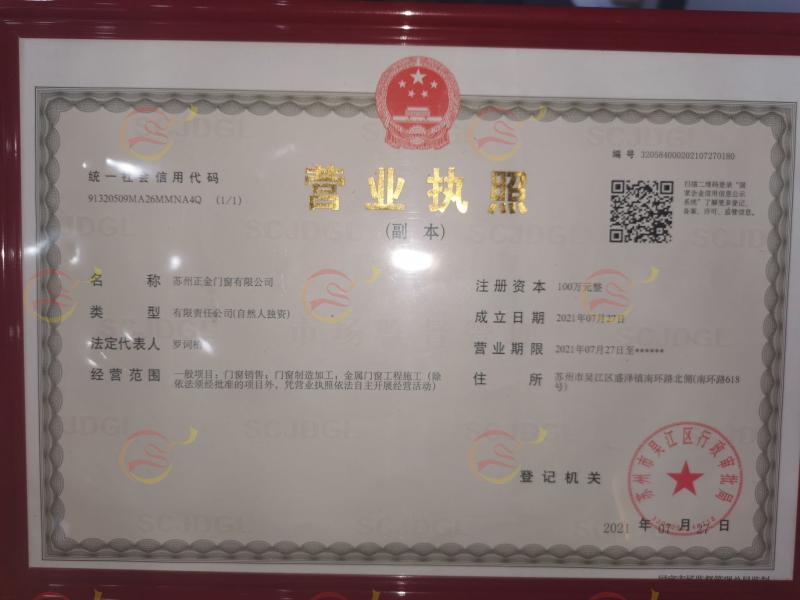 编号 320584000202107270180
统一社会信用代码
91320509MA26MMNA4Q (1/1)
营业执照
(副本)
扫描二维码登录"国
家企业信用信息公示
系统"了解更多登记、
备案、许可、监管信息。
名称 苏州正金门窗有限公司
类型 有限责任公司(自然人独资)
法定代表人 罗词
经营范围 一般项目：门窗销售；门窗制造加工；金属门窗工程施工（除
依法须经批准的项目外，凭营业执照依法自主开展经营活动）
注册资本 100万元整
成立日期 2021年07月27日
营业期限 2021年07月27日至******
住所 苏州市吴江区盛泽镇南环路北侧(南环路618
号)
登记机关
苏州市吴江区行政审批局
2021 年 07 月 27 日
SCJDGL